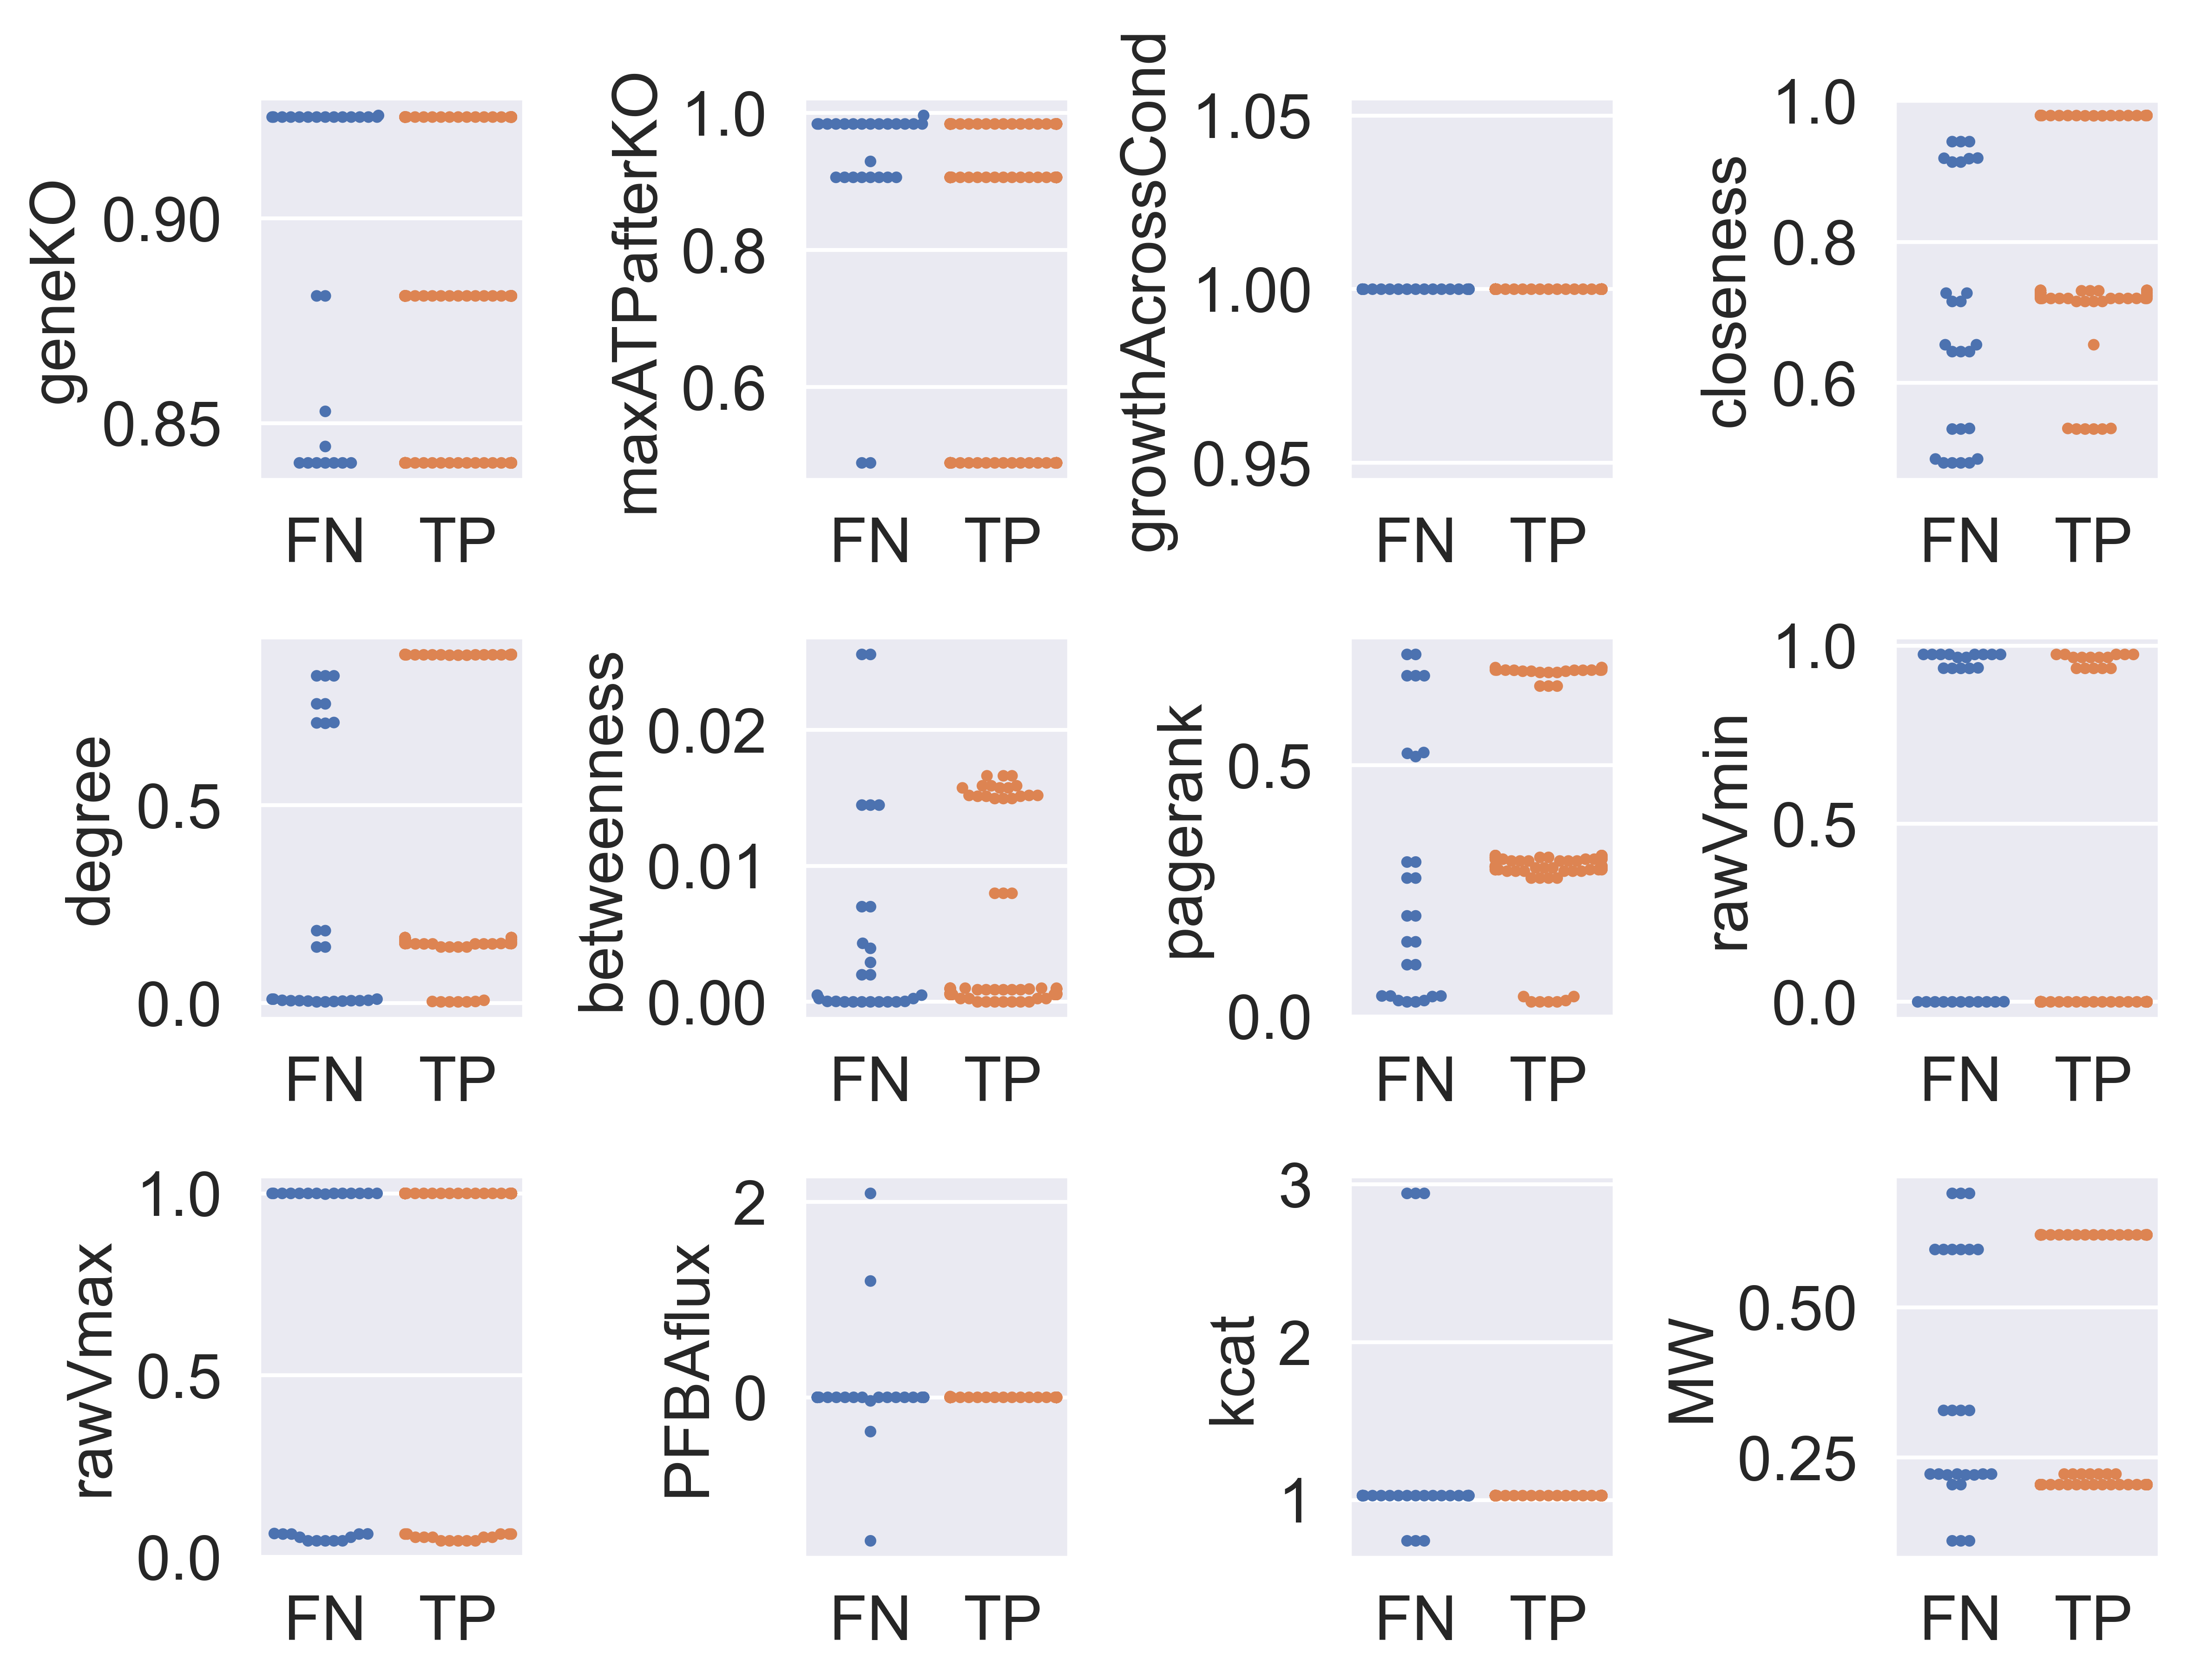 geneKO
0.90
0.85
FN TP
maxATPafterKO
1.0
0.8
0.6
FN TP
growthAcrossCond
1.05
1.00
0.95
FN TP
closeness
1.0
0.8
0.6
FN TP
degree
0.5
0.0
FN TP
betweenness
0.02
0.01
0.00
FN TP
pagerank
0.5
0.0
FN TP
rawVmin
1.0
0.5
0.0
FN TP
rawVmax
1.0
0.5
0.0
FN TP
PFBAflux
2
0
FN TP
kcat
3
2
1
FN TP
MW
0.50
0.25
FN TP